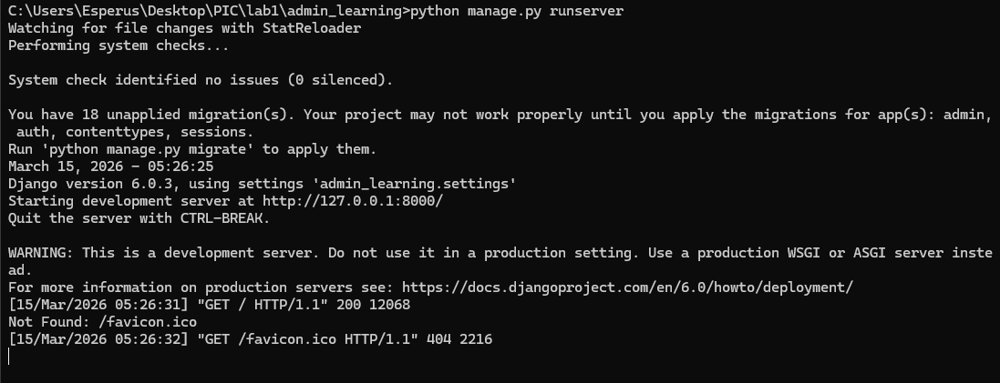 C:\Users\Esperus\Desktop\PIC\lab1\admin_learning>python manage.py runserver
Watching for file changes with StatReloader
Performing system checks...
System check identified no issues (0 silenced).
You have 18 unapplied migration(s). Your project may not work properly until you apply the migrations for app(s): admin,
 auth, contenttypes, sessions.
Run 'python manage.py migrate' to apply them.
March 15, 2026 - 05:26:25
Django version 6.0.3, using settings 'admin_learning.settings'
Starting development server at http://127.0.0.1:8000/
Quit the server with CTRL-BREAK.
WARNING: This is a development server. Do not use it in a production setting. Use a production WSGI or ASGI server inste
ad.
For more information on production servers see: https://docs.djangoproject.com/en/6.0/howto/deployment/
[15/Mar/2026 05:26:31] "GET / HTTP/1.1" 200 12068
Not Found: /favicon.ico
[15/Mar/2026 05:26:32] "GET /favicon.ico HTTP/1.1" 404 2216